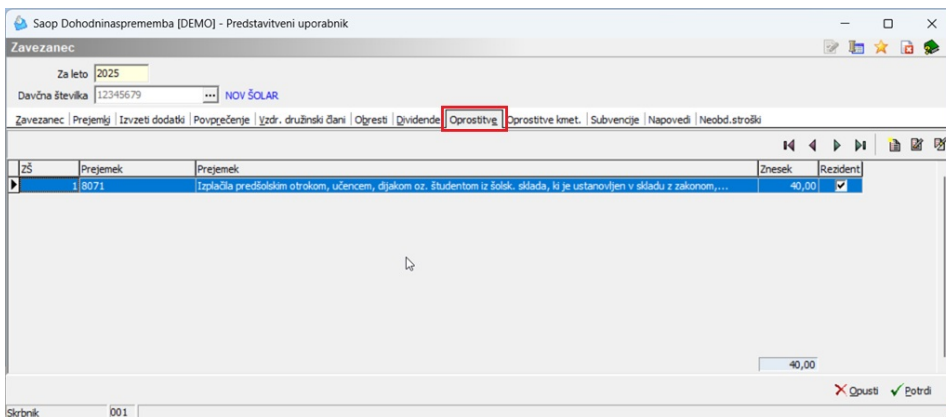 Saop Dohodninasprememba [DEMO] - Predstavitveni uporabnik
Zavezanec
Za leto 2025
Davčna številka 12345679 ... NOV ŠOLAR
Zavezanec | Prejemki | Izvzeti dodatki | Povprečenje | Vzdr. družinski člani | Obresti | Dividende | Oprostitve | Oprostitve kmet. | Subvencije | Napovedi | Neobd.stroški
ZŠ Prejemek Prejemek Znesek Rezident
1 8071 Izplačila predšolskim otrokom, učencem, dijakom oz. študentom iz šolsk. sklada, ki je ustanovljen v skladu z zakonom,... 40,00
40,00
Opusti Potrdi
Skrbnik 001